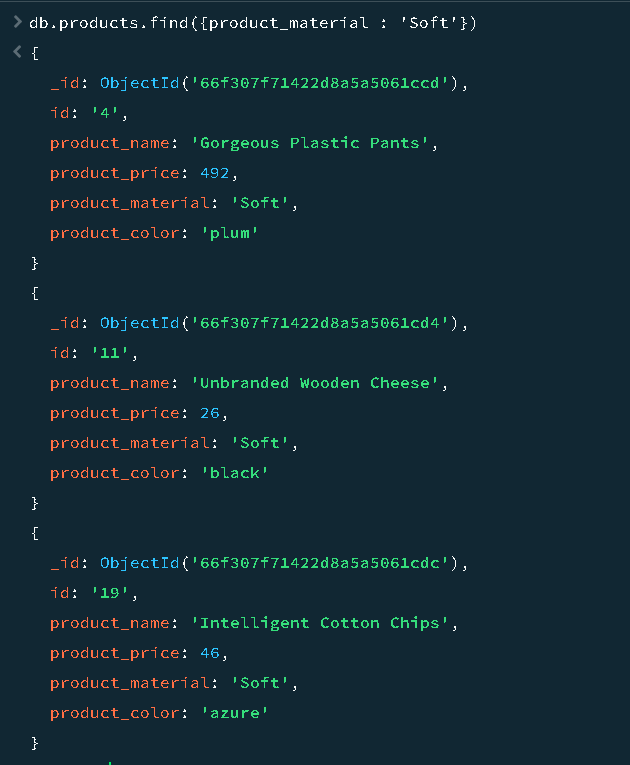 db.products.find({product_material : 'Soft'})
{
_id: ObjectId('66f307f71422d8a5a5061ccd'),
id: '4',
product_name: 'Gorgeous Plastic Pants',
product_price: 492,
product_material: 'Soft',
product_color: 'plum'
}
{
_id: ObjectId('66f307f71422d8a5a5061cd4'),
id: '11',
product_name: 'Unbranded Wooden Cheese',
product_price: 26,
product_material: 'Soft',
product_color: 'black'
}
{
_id: ObjectId('66f307f71422d8a5a5061cdc'),
id: '19',
product_name: 'Intelligent Cotton Chips',
product_price: 46,
product_material: 'Soft',
product_color: 'azure'
}